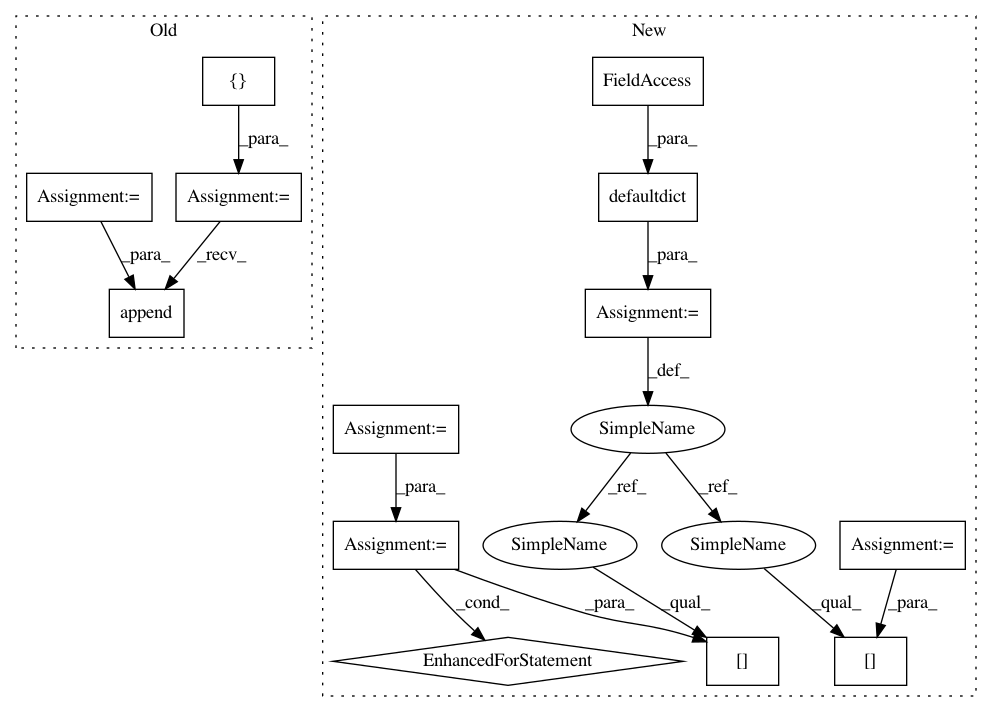 Old
New
{}
FieldAccess
_para_
_para_
Assignment:=
Assignment:=
defaultdict
_para_
_recv_
_para_
append
Assignment:=
_def_
Assignment:=
SimpleName
_para_
_ref_
_ref_
Assignment:=
SimpleName
SimpleName
Assignment:=
_cond_
_para_
_qual_
_qual_
_para_
EnhancedForStatement
[]
[]